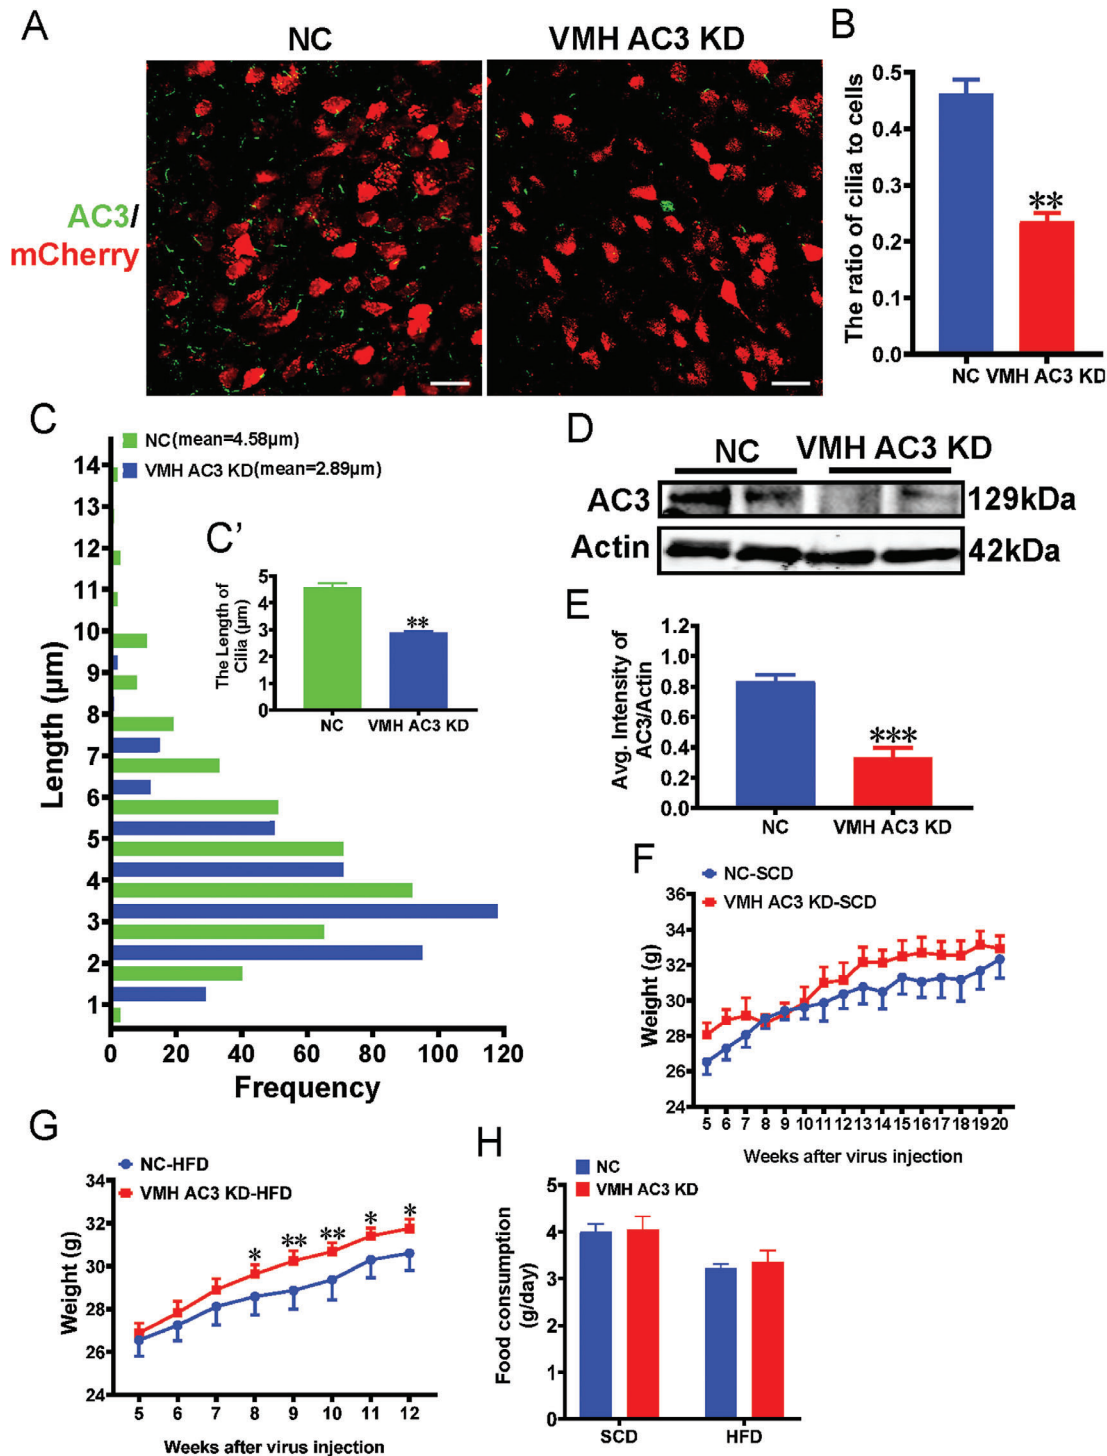 A
NC
VMH AC3 KD
AC3/
mCherry
B
The ratio of cilia to cells
0.5
0.4
0.3
0.2
0.1
0.0
**
NC
VMH AC3 KD
C
NC(mean=4.58μm)
VMH AC3 KD(mean=2.89μm)
Length (μm)
14
13
12
11
10
9
8
7
6
5
4
3
2
1
0
20
40
60
80
100
120
Frequency
C'
The Length of
Cilia (μm)
5
4
3
2
1
0
**
NC
VMH AC3 KD
D
NC
VMH AC3 KD
AC3
129kDa
Actin
42kDa
E
Avg. Intensity of
AC3/Actin
1.2
1.0
0.8
0.6
0.4
0.2
0.0
***
NC
VMH AC3 KD
F
NC-SCD
VMH AC3 KD-SCD
Weight (g)
36
34
32
30
28
26
24
5 6 7 8 9 10 11 12 13 14 15 16 17 18 19 20
Weeks after virus injection
G
NC-HFD
VMH AC3 KD-HFD
Weight (g)
34
32
30
28
26
24
* ** ** * *
5 6 7 8 9 10 11 12
Weeks after virus injection
H
NC
VMH AC3 KD
Food consumption
(g/day)
5
4
3
2
1
0
SCD
HFD